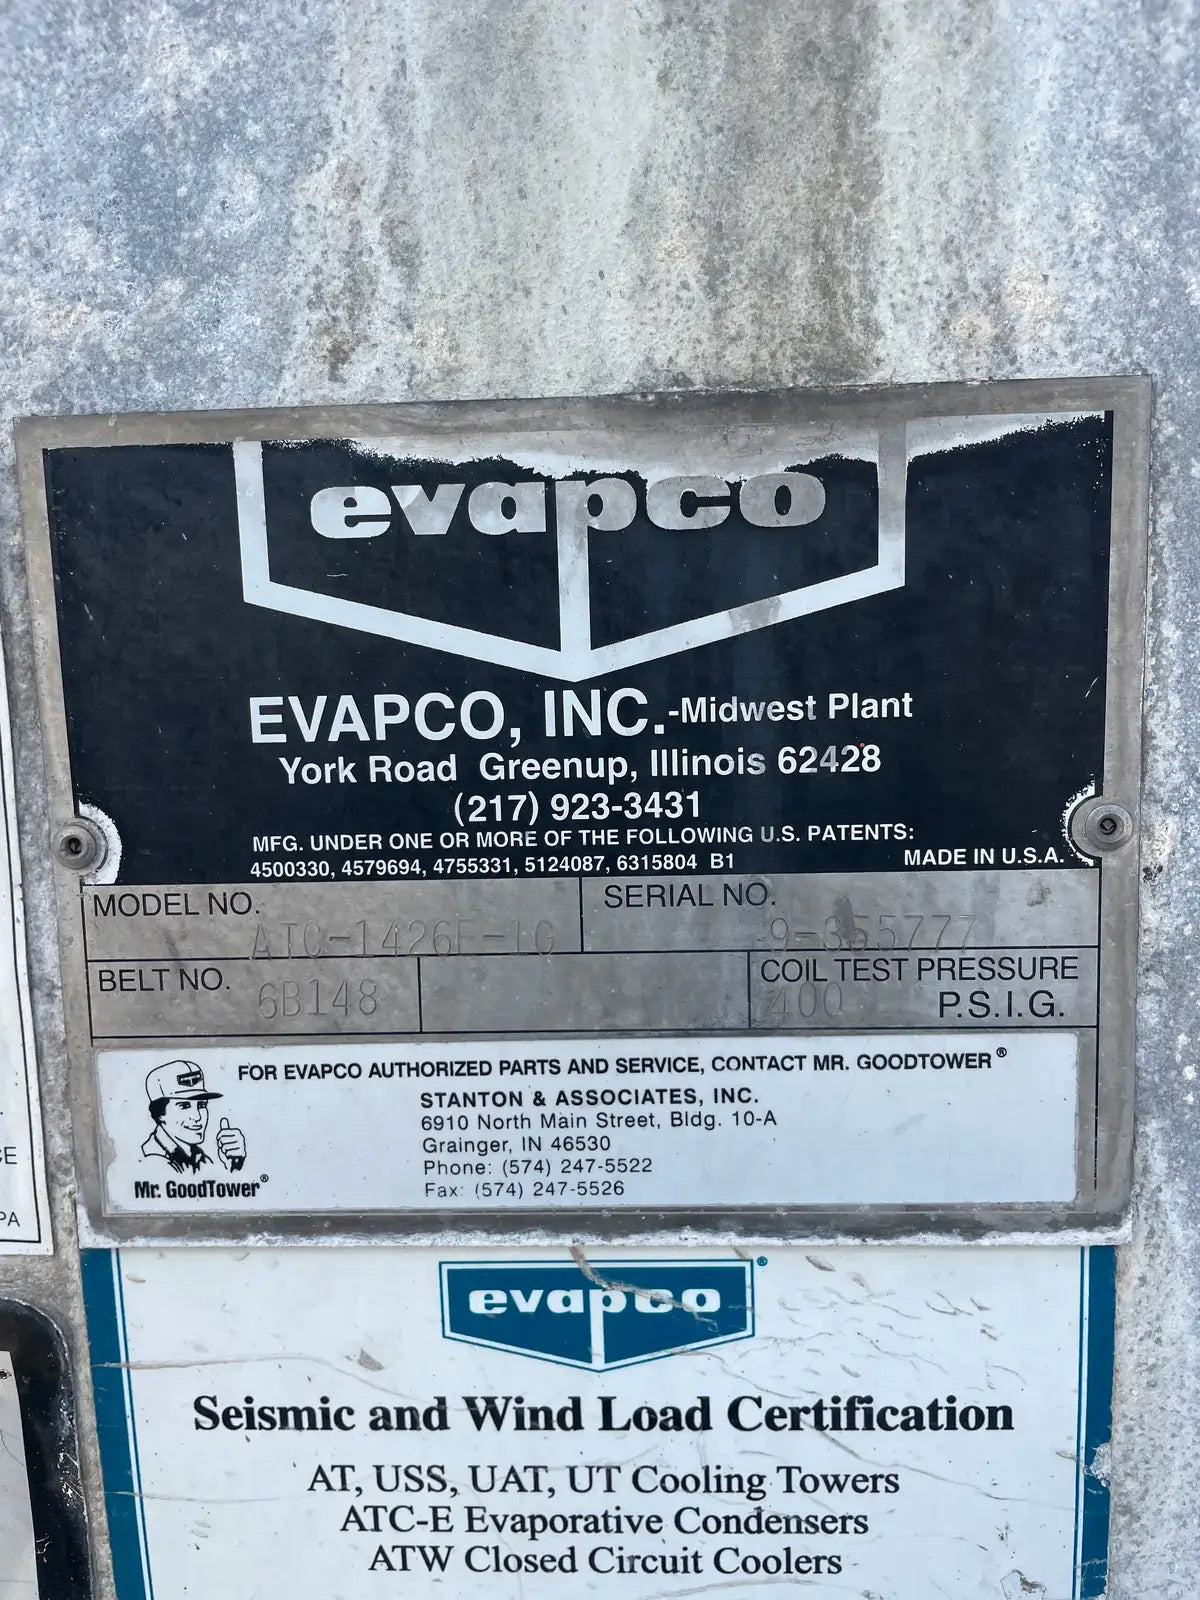 evapco
EVAPCO, INC.-Midwest Plant
York Road Greenup, Illinois 62428
(217) 923-3431
MFG. UNDER ONE OR MORE OF THE FOLLOWING U.S. PATENTS:
4500330, 4579694, 4755331, 5124087, 6315804 B1 MADE IN U.S.A.
MODEL NO. SERIAL NO.
9-355777
BELT NO. 6B148 COIL TEST PRESSURE
400 P.S.I.G.
FOR EVAPCO AUTHORIZED PARTS AND SERVICE, CONTACT MR. GOODTOWER®
STANTON & ASSOCIATES, INC.
6910 North Main Street, Bldg. 10-A
Grainger, IN 46530
Phone: (574) 247-5522
Fax: (574) 247-5526
Mr. GoodTower®
evapco®
Seismic and Wind Load Certification
AT, USS, UAT, UT Cooling Towers
ATC-E Evaporative Condensers
ATW Closed Circuit Coolers